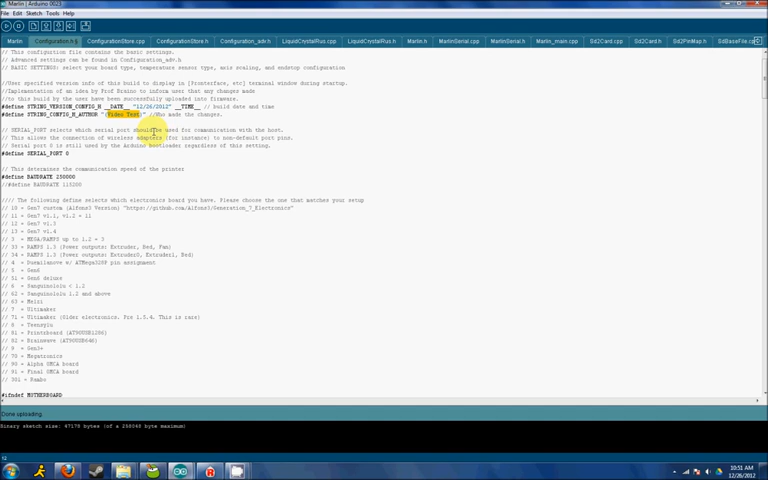 Marlin | Arduino 0023
File Edit Sketch Tools Help
Marlin Configuration.h § ConfigurationStore.cpp ConfigurationStore.h Configuration_adv.h LiquidCrystalRus.cpp LiquidCrystalRus.h Marlin.h MarlinSerial.cpp MarlinSerial.h Marlin_main.cpp Sd2Card.cpp Sd2Card.h Sd2PinMap.h SdBaseFile.cp
// This configuration file contains the basic settings.
// Advanced settings can be found in Configuration_adv.h
// BASIC SETTINGS: select your board type, temperature sensor type, axis scaling, and endstop configuration
//User specified version info of this build to display in [Pronterface, etc] terminal window during startup.
//Implementation of an idea by Prof Braino to inform user that any changes made
//to this build by the user have been successfully uploaded into firmware.
#define STRING_VERSION_CONFIG_H __DATE__ "12/26/2012" __TIME__ // build date and time
#define STRING_CONFIG_H_AUTHOR "(Video Test)" //Who made the changes.
// SERIAL_PORT selects which serial port should be used for communication with the host.
// This allows the connection of wireless adapters (for instance) to non-default port pins.
// Serial port 0 is still used by the Arduino bootloader regardless of this setting.
#define SERIAL_PORT 0
// This determines the communication speed of the printer
#define BAUDRATE 250000
//#define BAUDRATE 115200
//// The following define selects which electronics board you have. Please choose the one that matches your setup
// 10 = Gen7 custom (Alfons3 Version) "https://github.com/Alfons3/Generation_7_Electronics"
// 11 = Gen7 v1.1, v1.2 = 11
// 12 = Gen7 v1.3
// 13 = Gen7 v1.4
// 3 = MEGA/RAMPS up to 1.2 = 3
// 33 = RAMPS 1.3 (Power outputs: Extruder, Bed, Fan)
// 34 = RAMPS 1.3 (Power outputs: Extruder0, Extruder1, Bed)
// 4 = Duemilanove w/ ATMega328P pin assignment
// 5 = Gen6
// 51 = Gen6 deluxe
// 6 = Sanguinololu < 1.2
// 62 = Sanguinololu 1.2 and above
// 63 = Melzi
// 7 = Ultimaker
// 71 = Ultimaker (Older electronics. Pre 1.5.4. This is rare)
// 8 = Teensylu
// 81 = Printrboard (AT90USB1286)
// 82 = Brainwave (AT90USB646)
// 9 = Gen3+
// 70 = Megatronics
// 90 = Alpha OMCA board
// 91 = Final OMCA board
// 301 = Rambo
#ifndef MOTHERBOARD
Done uploading.
Binary sketch size: 47178 bytes (of a 258048 byte maximum)
12
10:51 AM
12/26/2012